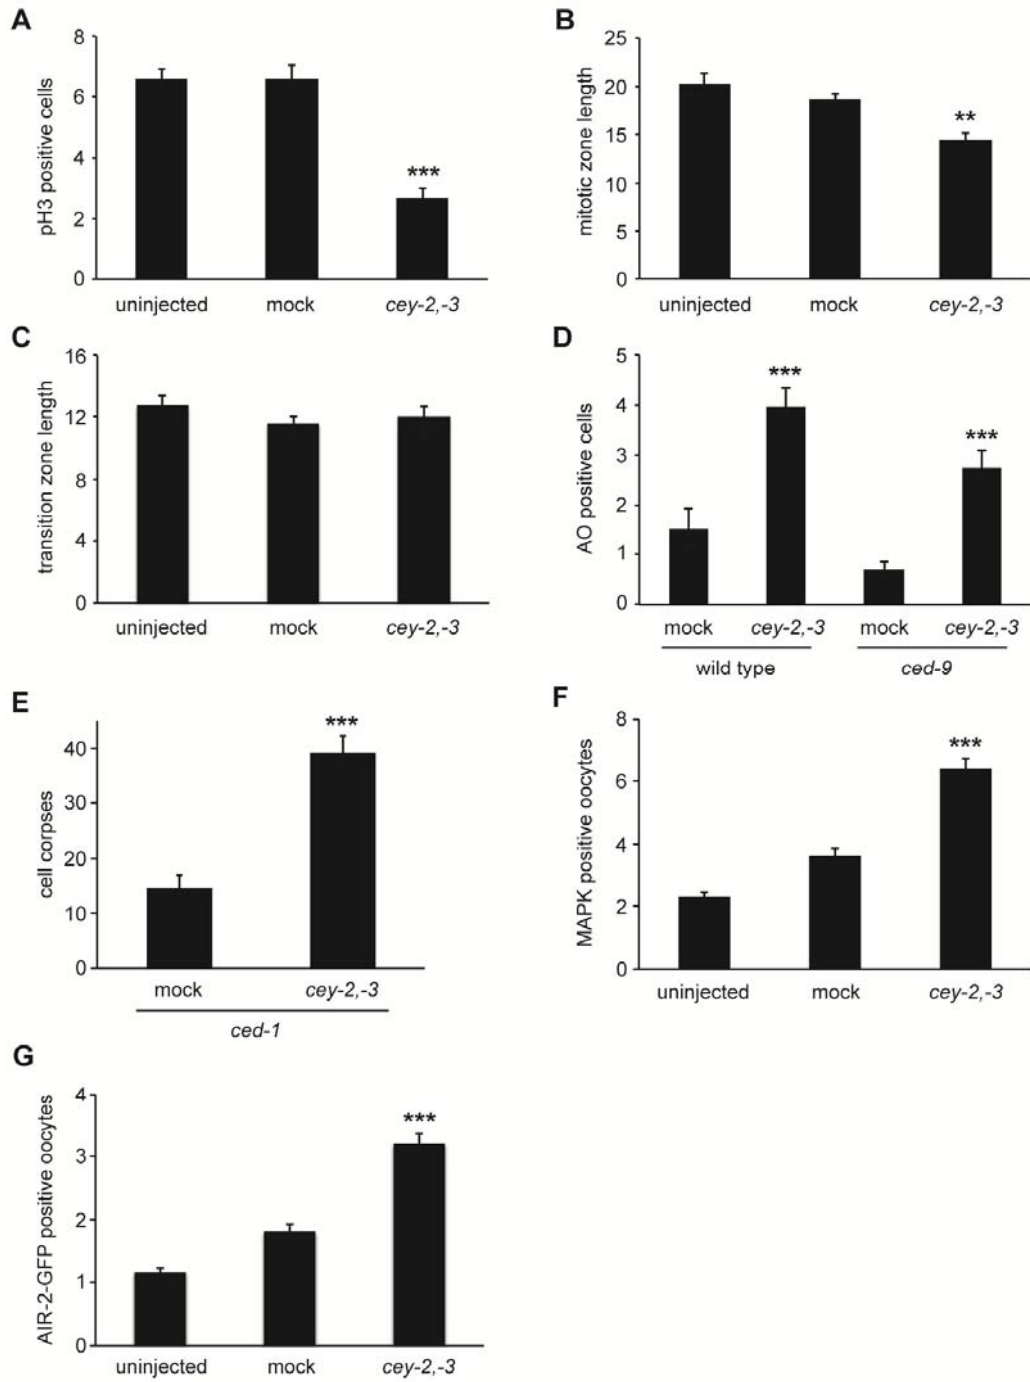 A
pH3 positive cells
8
6
4
2
0
***
uninjected mock cey-2,-3
B
mitotic zone length
25
20
15
10
5
0
**
uninjected mock cey-2,-3
C
transition zone length
16
12
8
4
0
uninjected mock cey-2,-3
D
AO positive cells
5
4
3
2
1
0
***
***
mock cey-2,-3 mock cey-2,-3
wild type ced-9
E
cell corpses
40
30
20
10
0
***
mock cey-2,-3
ced-1
F
MAPK positive oocytes
8
6
4
2
0
***
uninjected mock cey-2,-3
G
AIR-2-GFP positive oocytes
4
3
2
1
0
***
uninjected mock cey-2,-3